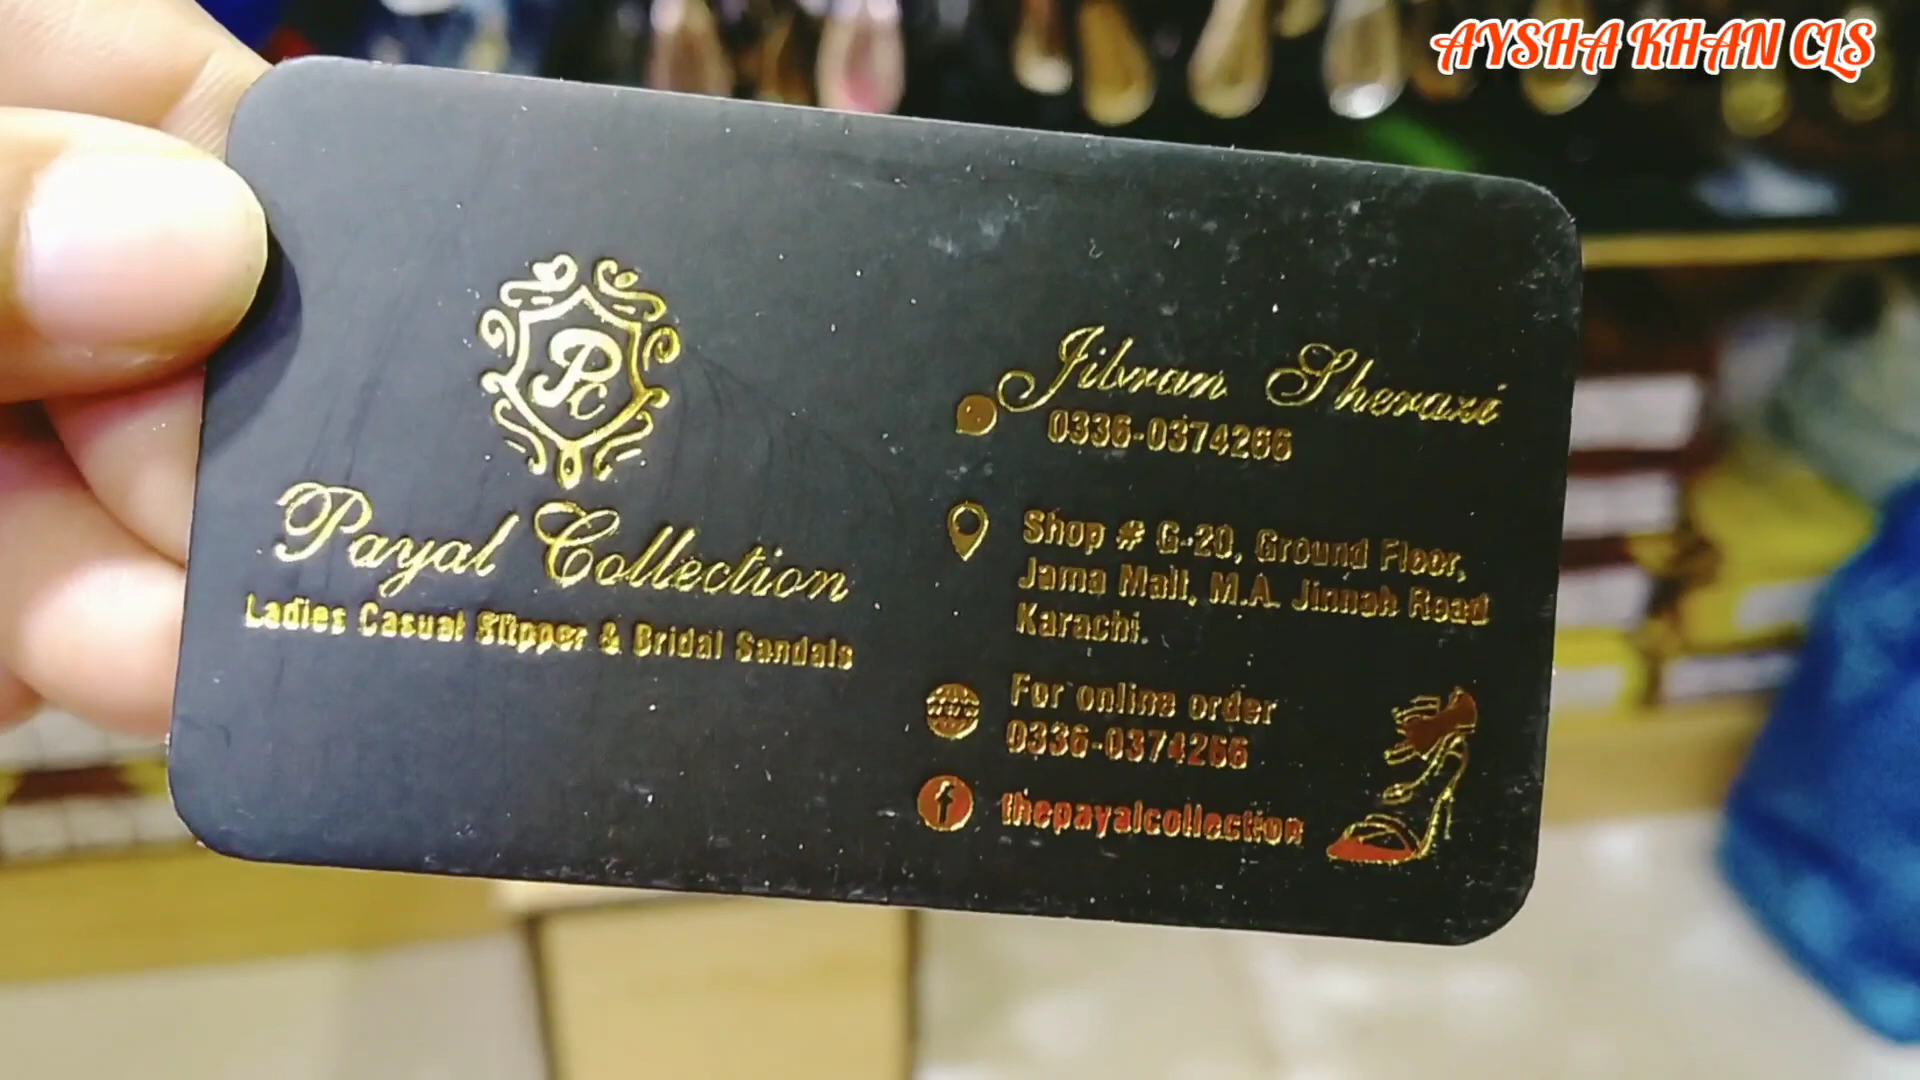 AYSHA KHAN CLS
Pc
Payal Collection
Ladies Casual Slipper & Bridal Sandals
Jibran Sherazi
0336-0374266
Shop # G-20, Ground Floor,
Jama Mall, M.A. Jinnah Road
Karachi.
For online order
0336-0374266
f thepayalcollection